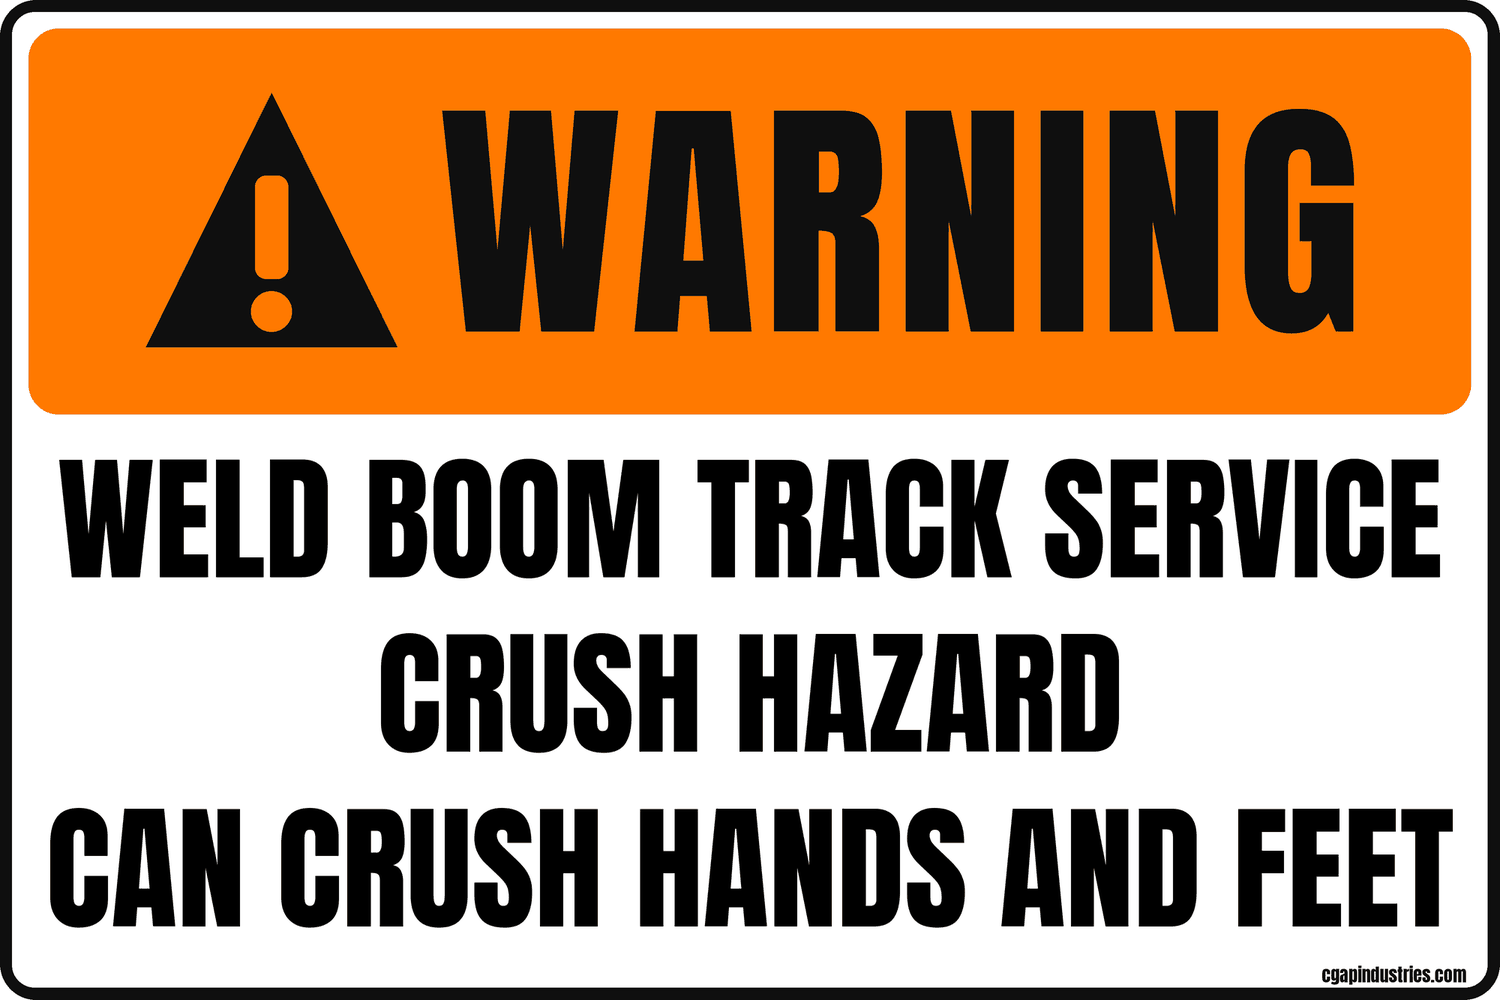 WARNING
WELD BOOM TRACK SERVICE
CRUSH HAZARD
CAN CRUSH HANDS AND FEET
cgapindustries.com